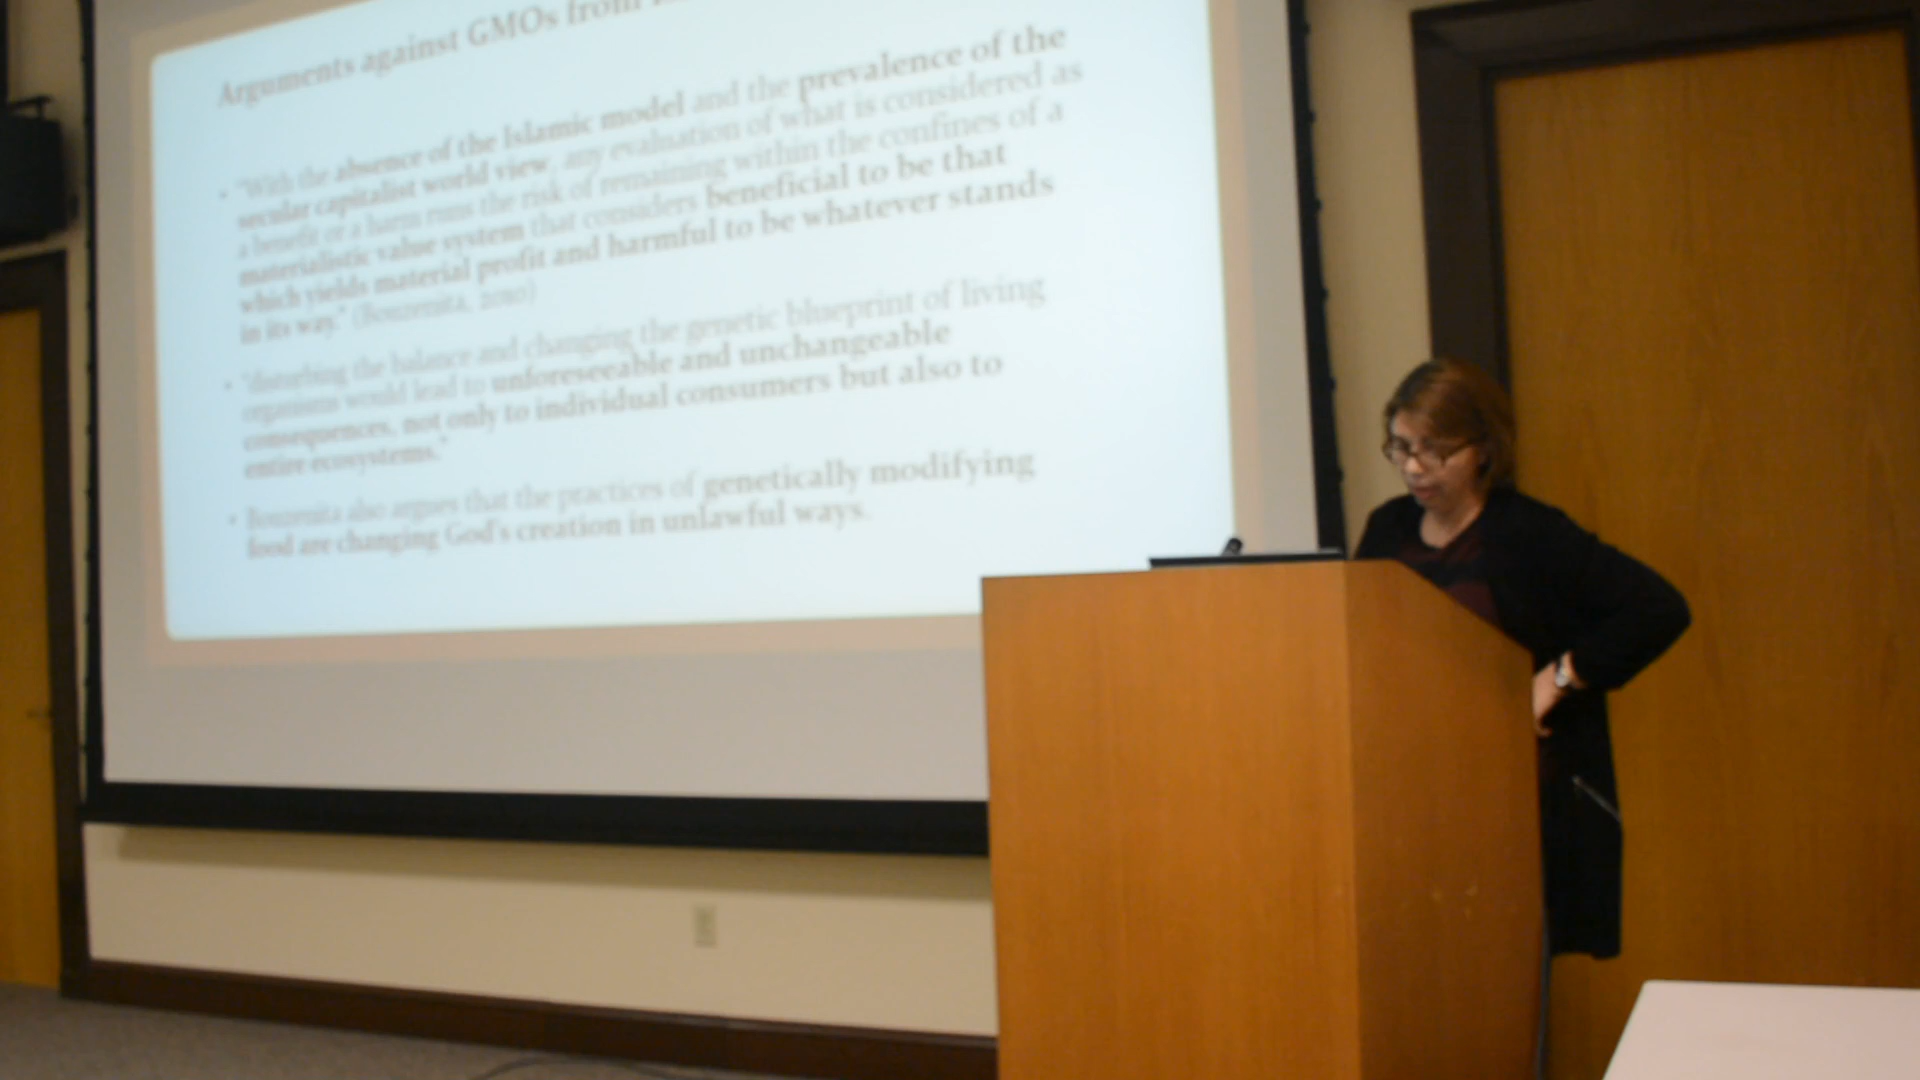 Arguments against GMOs from
• "With the absence of the Islamic model and the prevalence of the
secular capitalist world view, any evaluation of what is considered as
a benefit or a harm runs the risk of remaining within the confines of a
materialistic value system that considers beneficial to be that
which yields material profit and harmful to be whatever stands
in its way." (Bouzenita, 2010)
• "disturbing the balance and changing the genetic blueprint of living
organisms would lead to unforeseeable and unchangeable
consequences, not only to individual consumers but also to
entire ecosystems."
• Bouzenita also argues that the practices of genetically modifying
food are changing God's creation in unlawful ways.